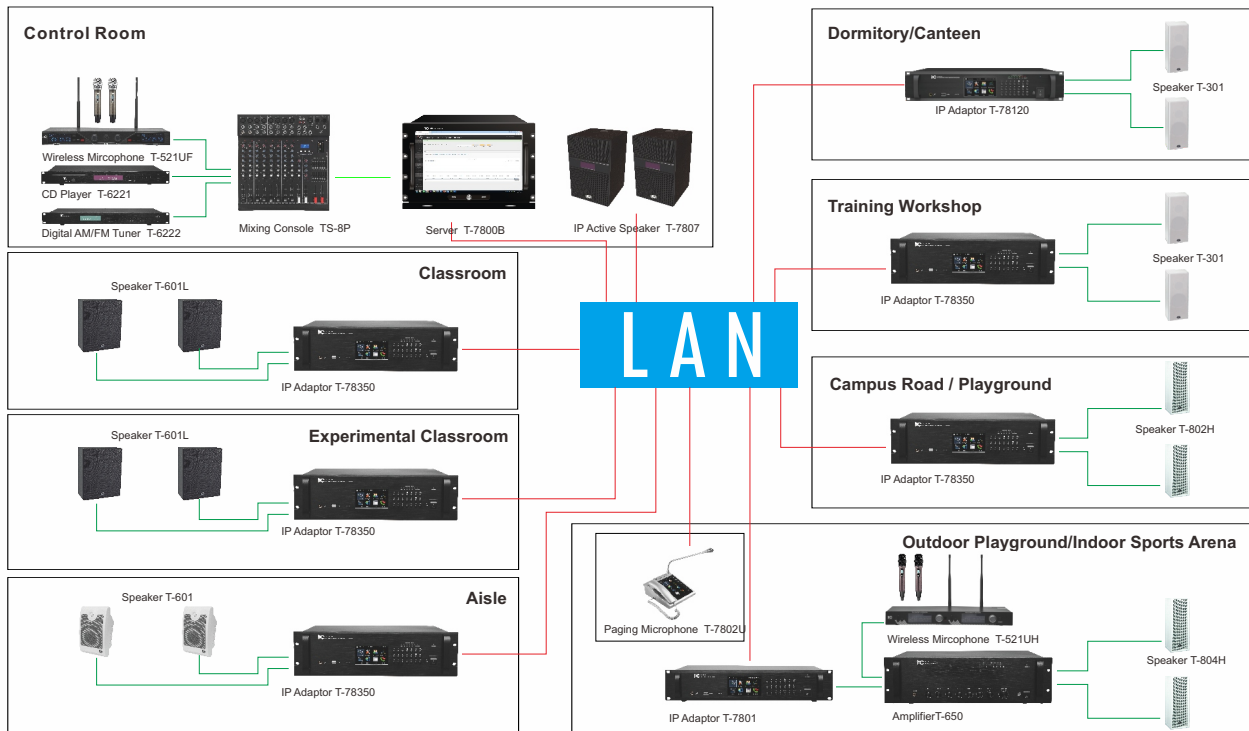 Control Room
Wireless Mircophone T-521UF
CD Player T-6221
Digital AM/FM Tuner T-6222
Mixing Console TS-8P
Server T-7800B
IP Active Speaker T-7807
Dormitory/Canteen
IP Adaptor T-78120
Speaker T-301
Training Workshop
IP Adaptor T-78350
Speaker T-301
Classroom
Speaker T-601L
IP Adaptor T-78350
LAN
Campus Road / Playground
IP Adaptor T-78350
Speaker T-802H
Experimental Classroom
Speaker T-601L
IP Adaptor T-78350
Aisle
Speaker T-601
IP Adaptor T-78350
Outdoor Playground/Indoor Sports Arena
Paging Microphone T-7802U
Wireless Mircophone T-521UH
IP Adaptor T-7801
AmplifierT-650
Speaker T-804H